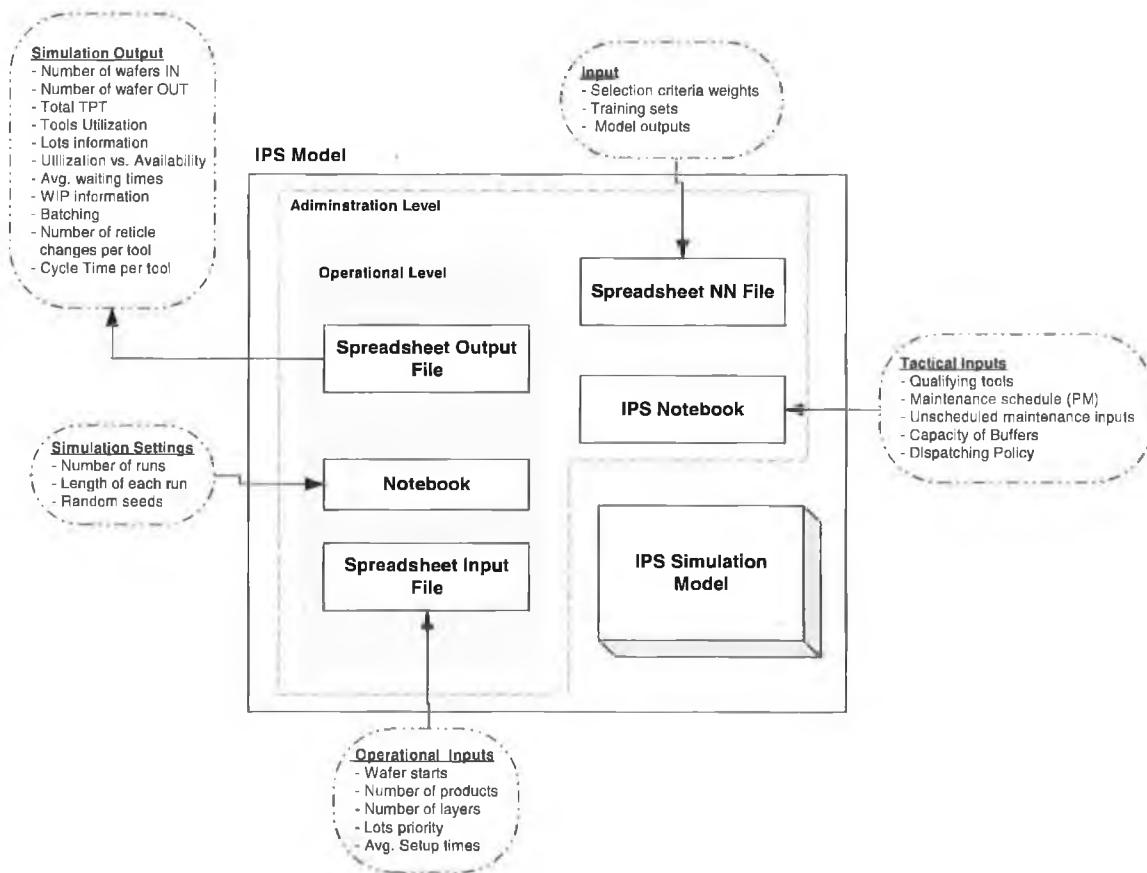 Simulation Output
- Number of wafers IN
- Number of wafer OUT
- Total TPT
- Tools Utilization
- Lots information
- Utilization vs. Availability
- Avg. waiting times
- WIP information
- Batching
- Number of reticle
changes per tool
- Cycle Time per tool
Input
- Selection criteria weights
- Training sets
- Model outputs
IPS Model
Adiminstration Level
Operational Level
Spreadsheet NN File
Spreadsheet Output
File
IPS Notebook
Tactical Inputs
- Qualifying tools
- Maintenance schedule (PM)
- Unscheduled maintenance inputs
- Capacity of Buffers
- Dispatching Policy
Simulation Settings
- Number of runs
- Length of each run
- Random seeds
Notebook
Spreadsheet Input
File
IPS Simulation
Model
Operational Inputs
- Wafer starts
- Number of products
- Number of layers
- Lots priority
- Avg. Setup times